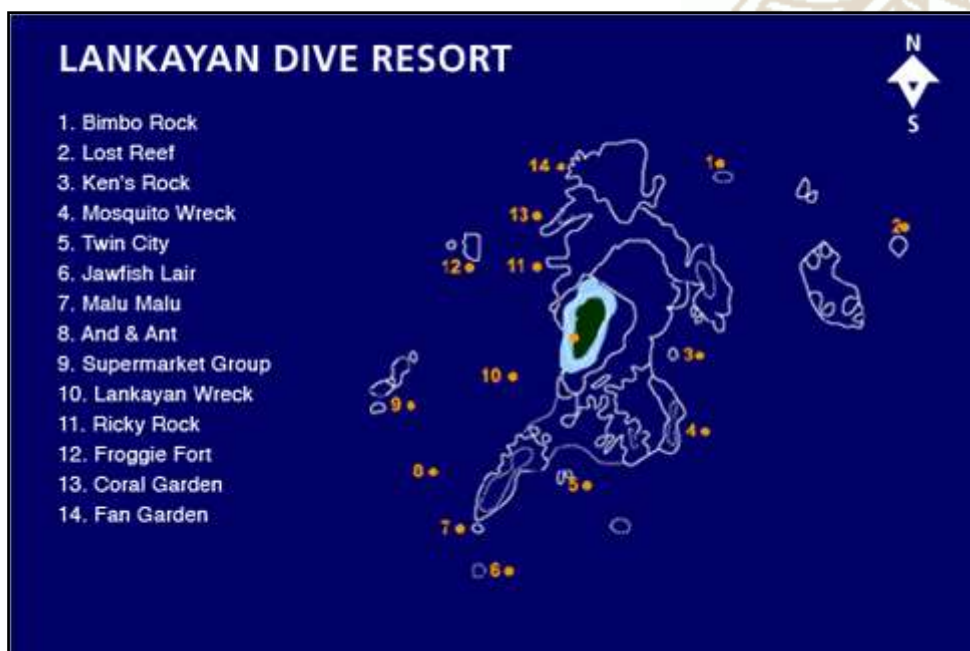 LANKAYAN DIVE RESORT
N
S
1. Bimbo Rock
2. Lost Reef
3. Ken's Rock
4. Mosquito Wreck
5. Twin City
6. Jawfish Lair
7. Malu Malu
8. And & Ant
9. Supermarket Group
10. Lankayan Wreck
11. Ricky Rock
12. Froggie Fort
13. Coral Garden
14. Fan Garden
1
14
13
2
12
11
3
10
9
4
8
5
7
6